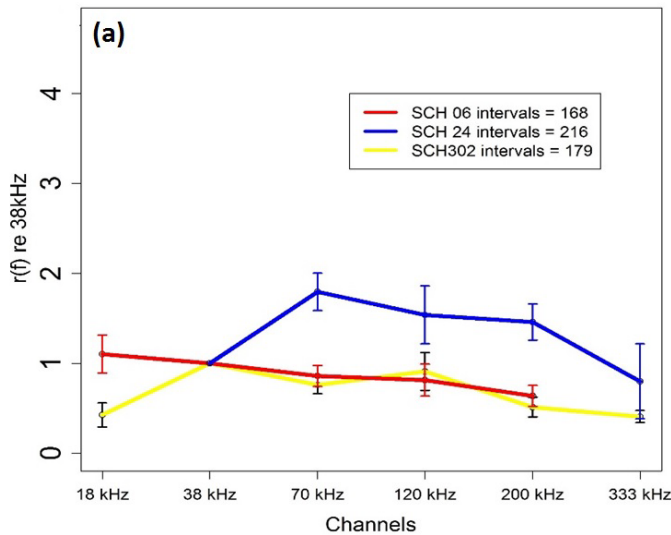 (a)
4
3
2
1
0
r(f) re 38kHz
SCH 06 intervals = 168
SCH 24 intervals = 216
SCH302 intervals = 179
18 kHz 38 kHz 70 kHz 120 kHz 200 kHz 333 kHz
Channels